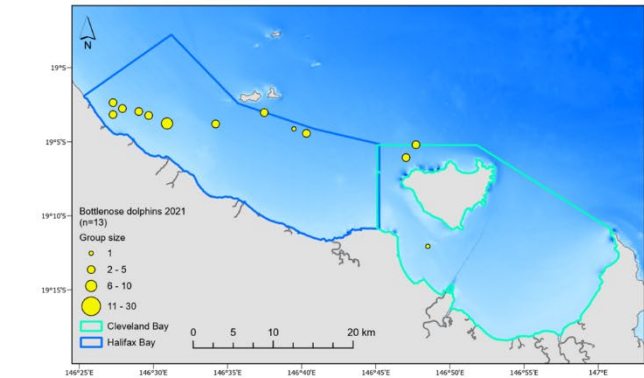 N
19°S
19°5'S
19°10'S
19°15'S
Bottlenose dolphins 2021
(n=13)
Group size
1
2 - 5
6 - 10
11 - 30
Cleveland Bay
Halifax Bay
0 5 10 20 km
146°25'E 146°30'E 146°35'E 146°40'E 146°45'E 146°50'E 146°55'E 147°E